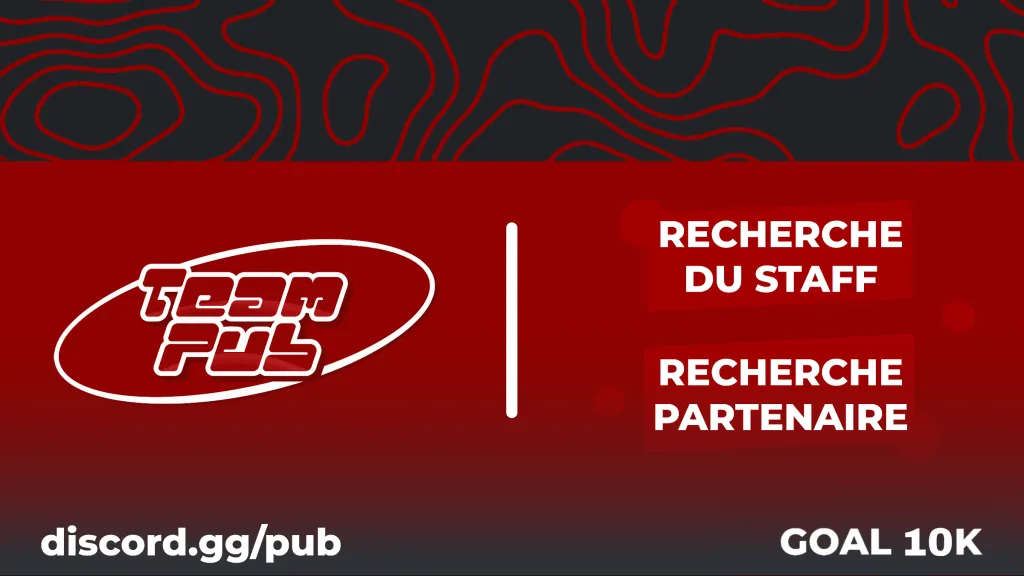 Team
Pub
RECHERCHE
DU STAFF
RECHERCHE
PARTENAIRE
discord.gg/pub
GOAL 10K